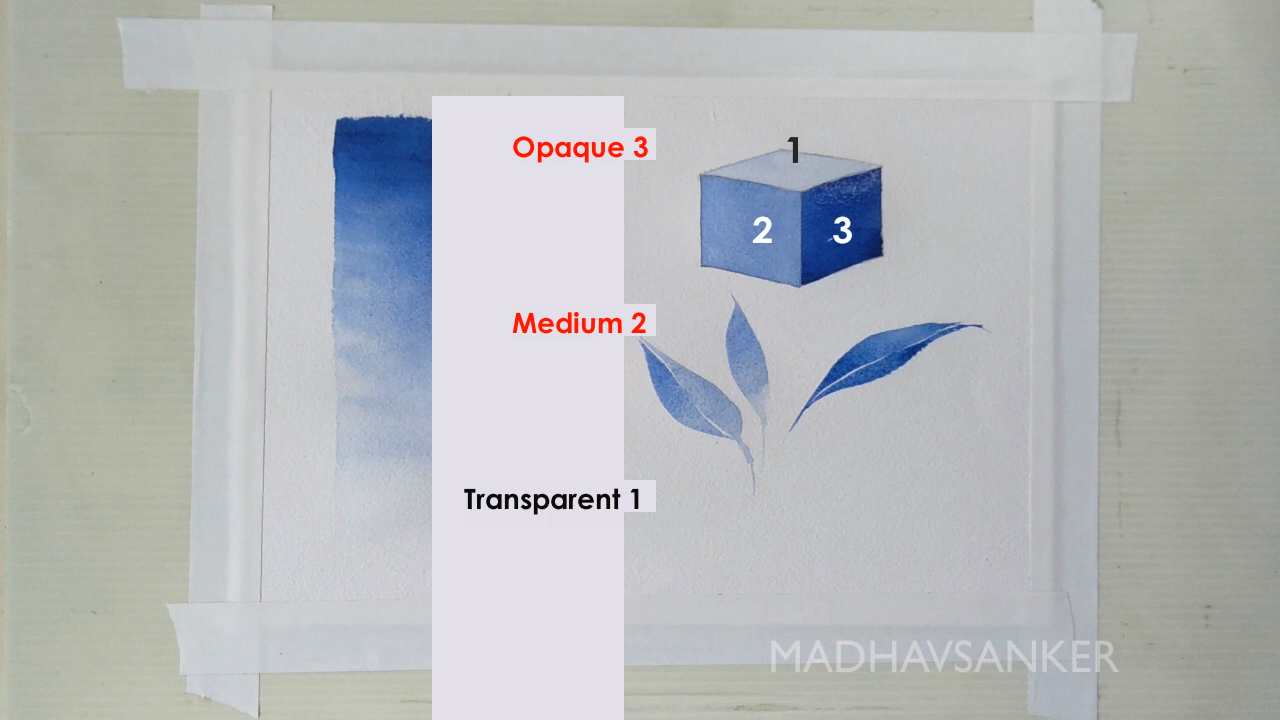 Opaque 3
1
2
3
Medium 2
Transparent 1
MADHAVSANKER